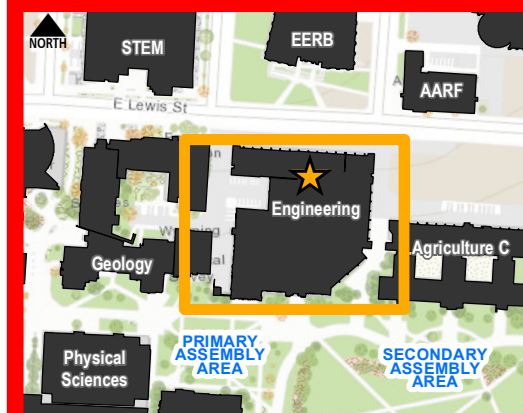 NORTH
STEM
EERB
AARF
E Lewis St
Engineering
Agriculture C
Geology
PRIMARY
ASSEMBLY
AREA
SECONDARY
ASSEMBLY
AREA
Physical
Sciences